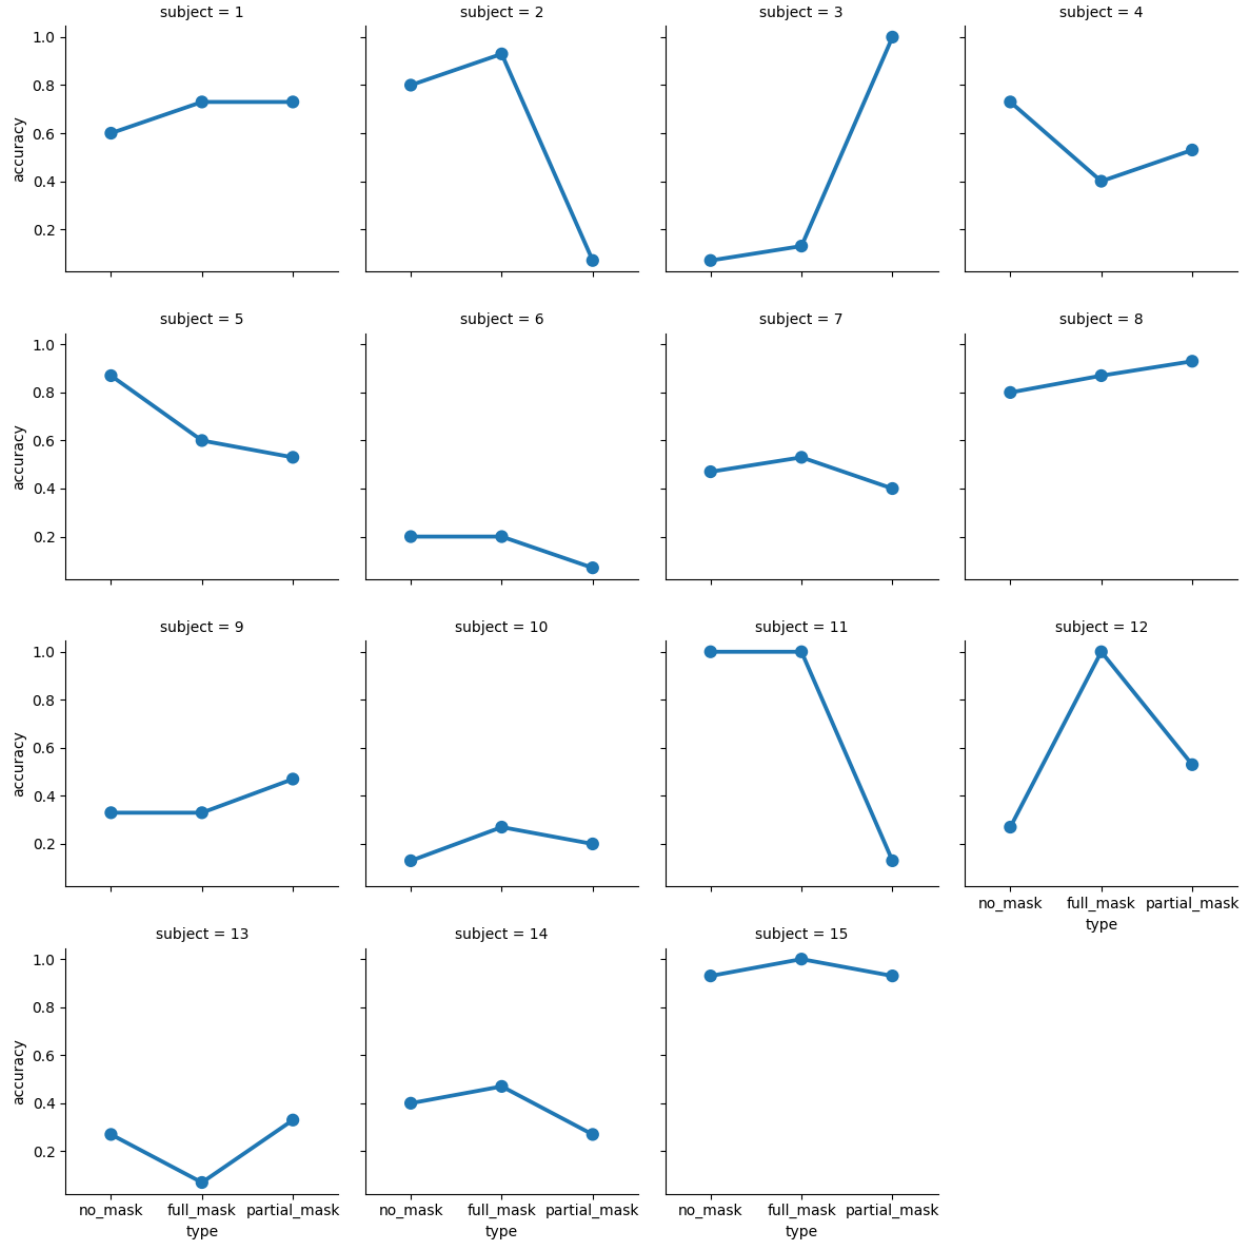 subject = 1
subject = 2
subject = 3
subject = 4
1.0
0.8
0.6
0.4
0.2
accuracy
subject = 5
subject = 6
subject = 7
subject = 8
1.0
0.8
0.6
0.4
0.2
accuracy
subject = 9
subject = 10
subject = 11
subject = 12
1.0
0.8
0.6
0.4
0.2
accuracy
no_mask full_mask partial_mask
type
subject = 13
subject = 14
subject = 15
1.0
0.8
0.6
0.4
0.2
accuracy
no_mask full_mask partial_mask
type
no_mask full_mask partial_mask
type
no_mask full_mask partial_mask
type